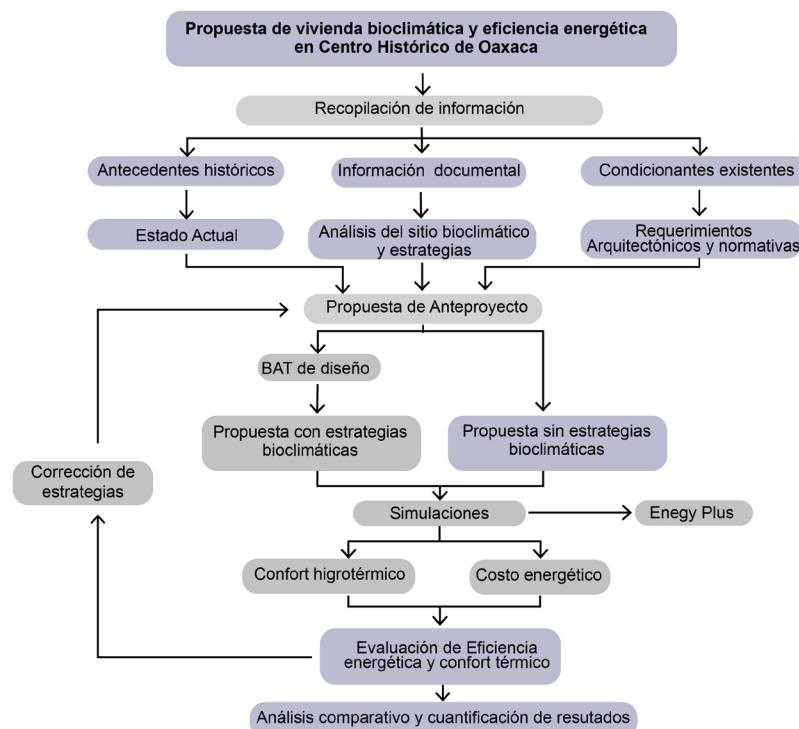 Propuesta de vivienda bioclimática y eficiencia energética
en Centro Histórico de Oaxaca
Recopilación de información
Antecedentes históricos
Información documental
Condicionantes existentes
Estado Actual
Análisis del sitio bioclimático
y estrategias
Requerimientos
Arquitectónicos y normativas
Propuesta de Anteproyecto
BAT de diseño
Propuesta con estrategias
bioclimáticas
Propuesta sin estrategias
bioclimáticas
Corrección de
estrategias
Simulaciones
Enegy Plus
Confort higrotérmico
Costo energético
Evaluación de Eficiencia
energética y confort térmico
Análisis comparativo y cuantificación de resutados